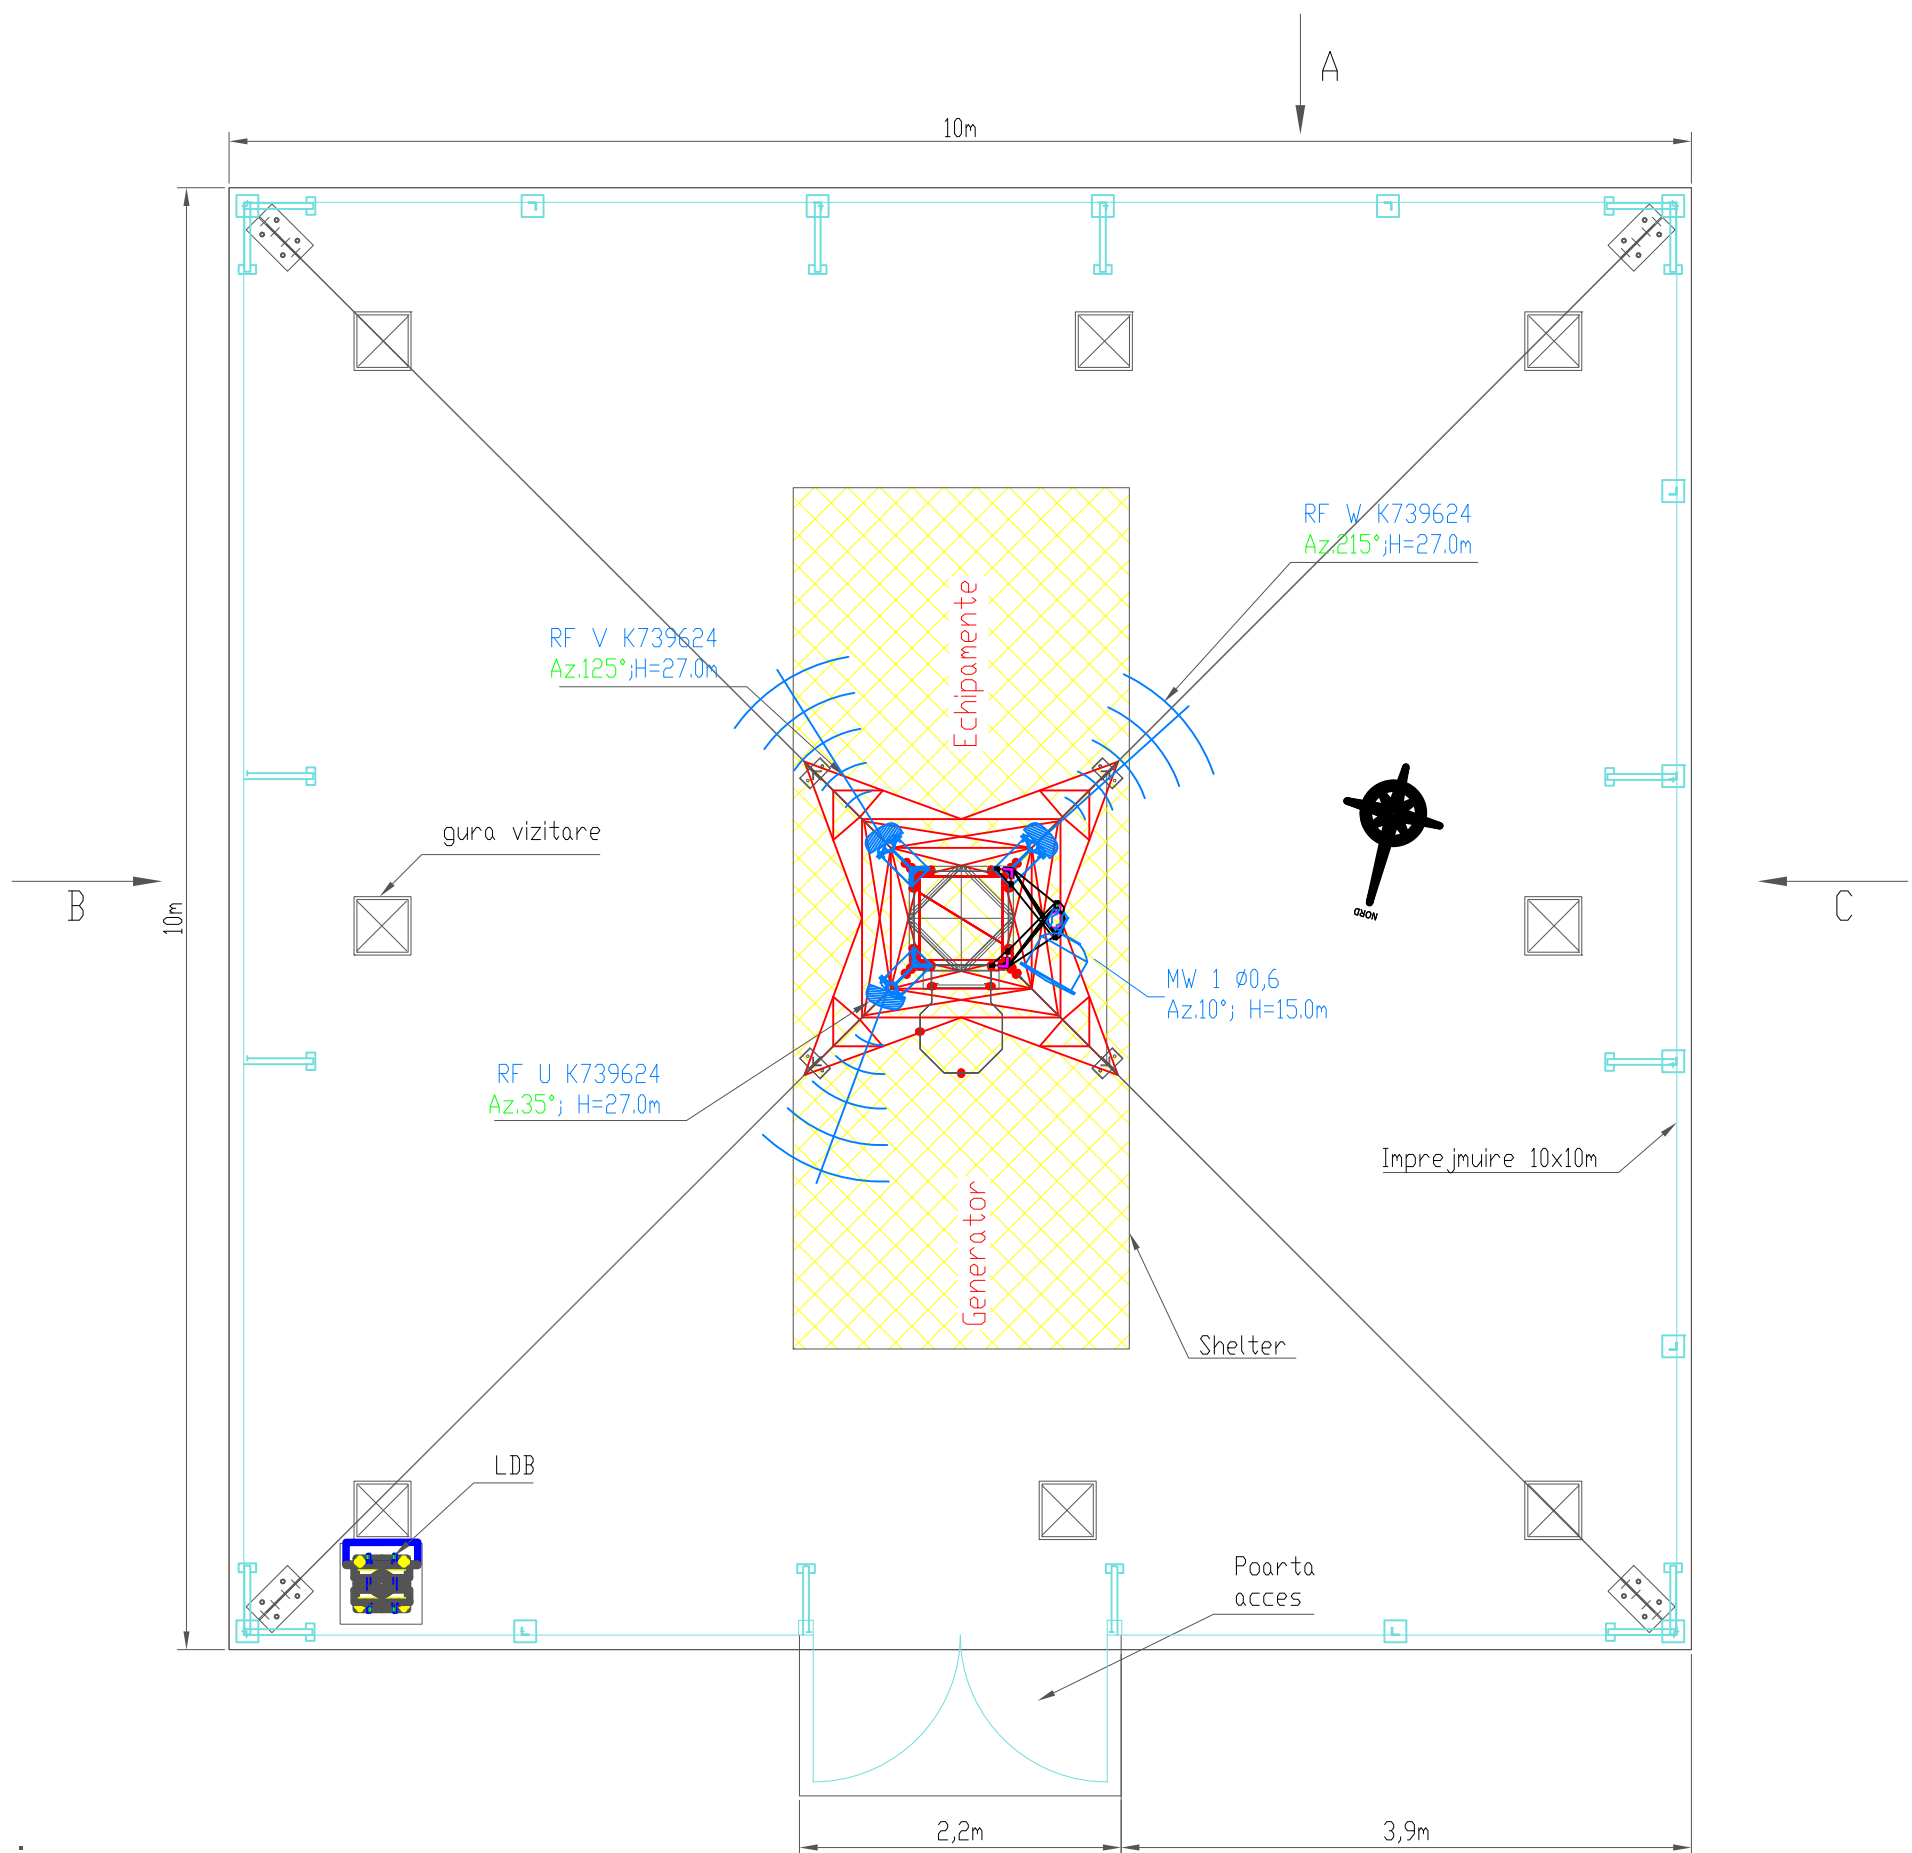 A
10m
RF W K739624
Az.215°;H=27.0m
Echipamente
RF V K739624
Az.125°;H=27.0m
gura vizitare
B
10m
C
NORD
MW 1 Ø0,6
Az.10°; H=15.0m
RF U K739624
Az.35°; H=27.0m
Imprejmuire 10x10m
Generator
Shelter
LDB
Poarta
acces
2,2m
3,9m